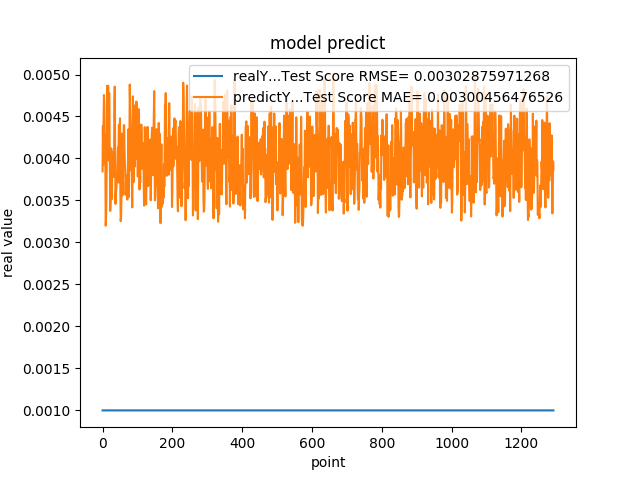 model predict
realY...Test Score RMSE= 0.00302875971268
predictY...Test Score MAE= 0.00300456476526
0.0050
0.0045
0.0040
0.0035
0.0030
0.0025
0.0020
0.0015
0.0010
real value
0 200 400 600 800 1000 1200
point